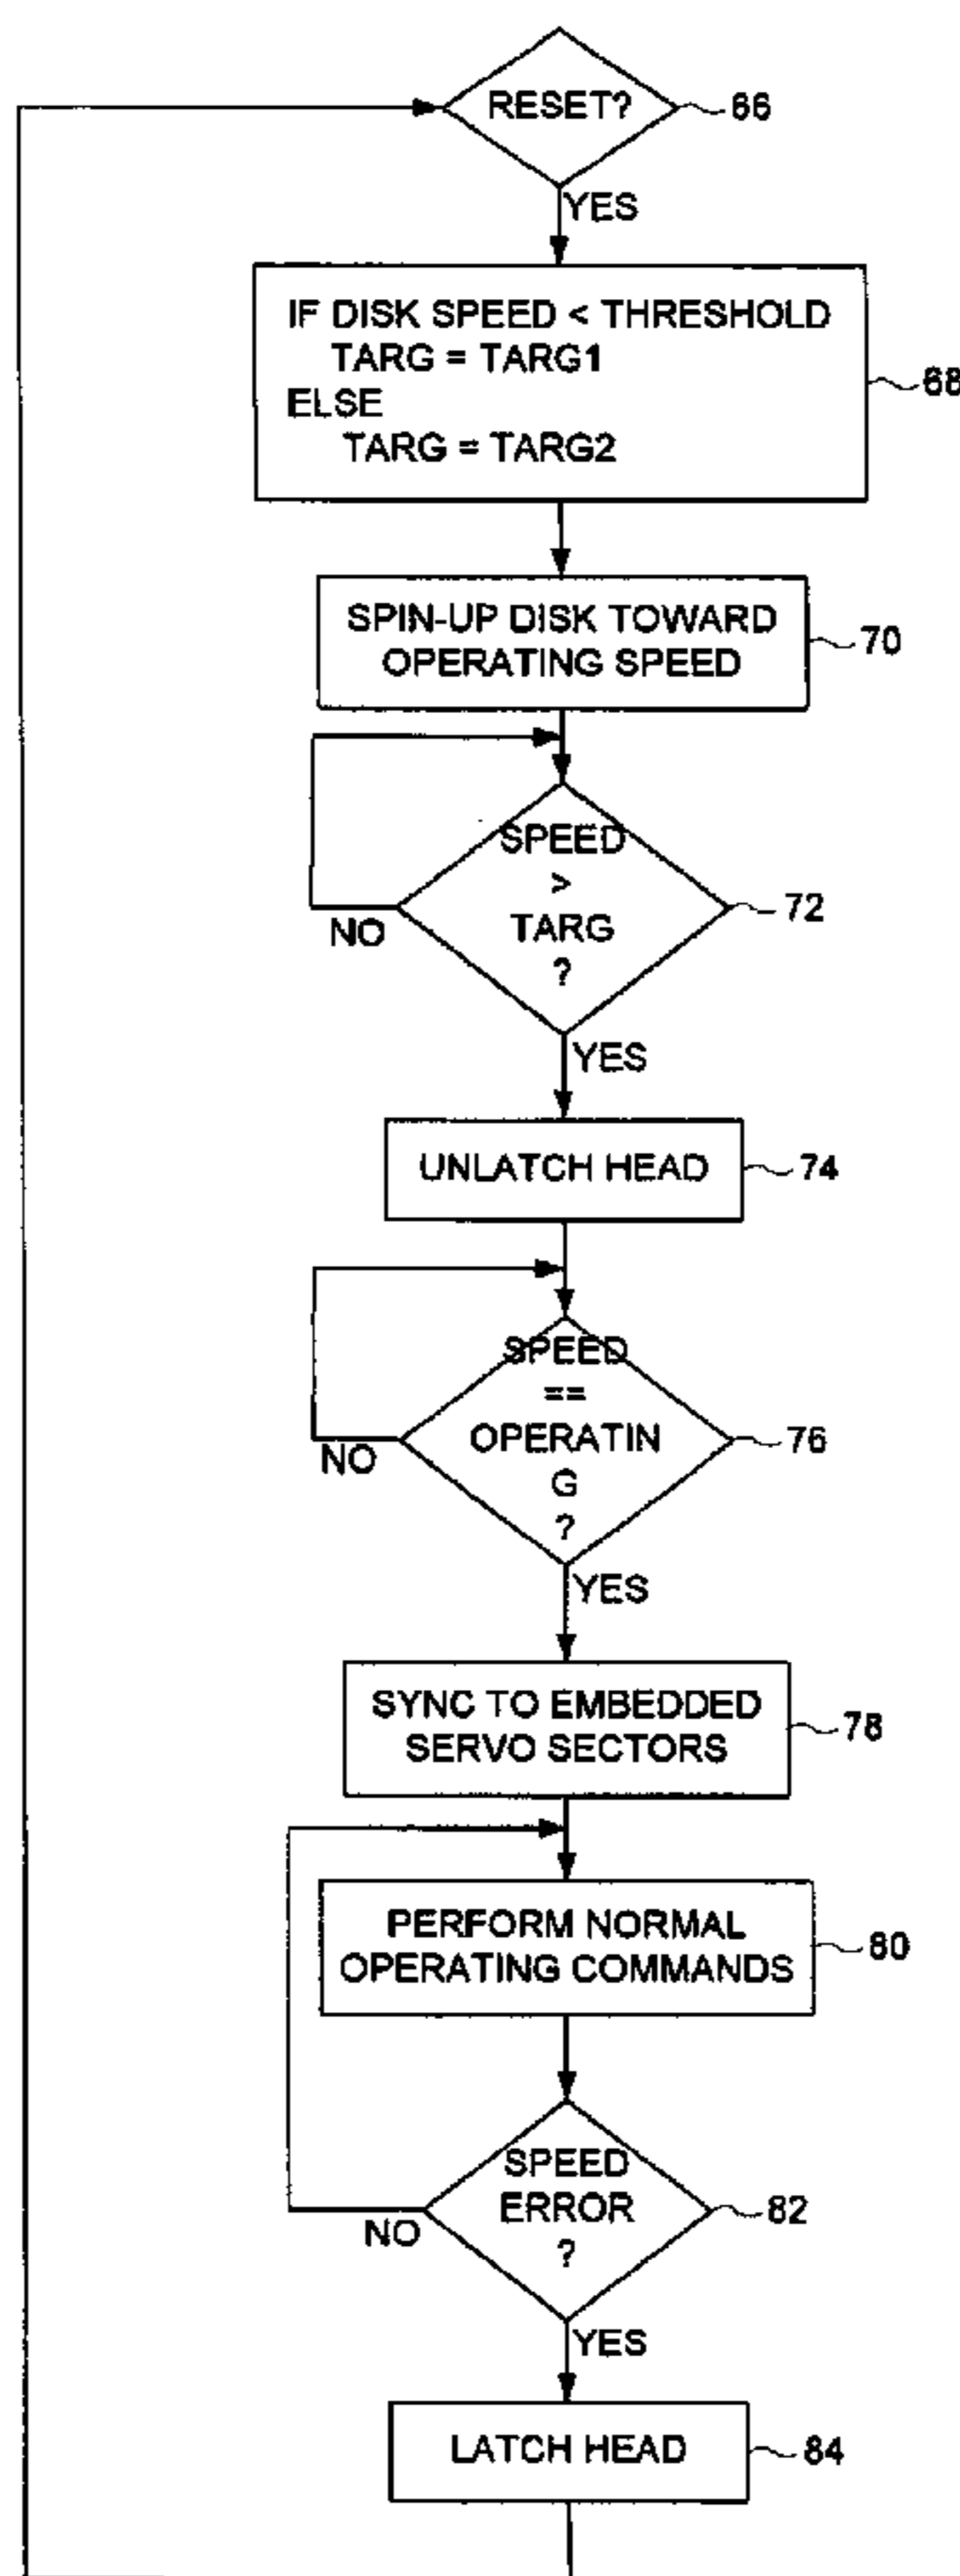 RESET?
66
YES
IF DISK SPEED < THRESHOLD
TARG = TARG1
ELSE
TARG = TARG2
68
SPIN-UP DISK TOWARD
OPERATING SPEED
70
SPEED
>
TARG
?
72
NO
YES
UNLATCH HEAD
74
SPEED
==
OPERATIN
G
?
76
NO
YES
SYNC TO EMBEDDED
SERVO SECTORS
78
PERFORM NORMAL
OPERATING COMMANDS
80
SPEED
ERROR
?
82
NO
YES
LATCH HEAD
84